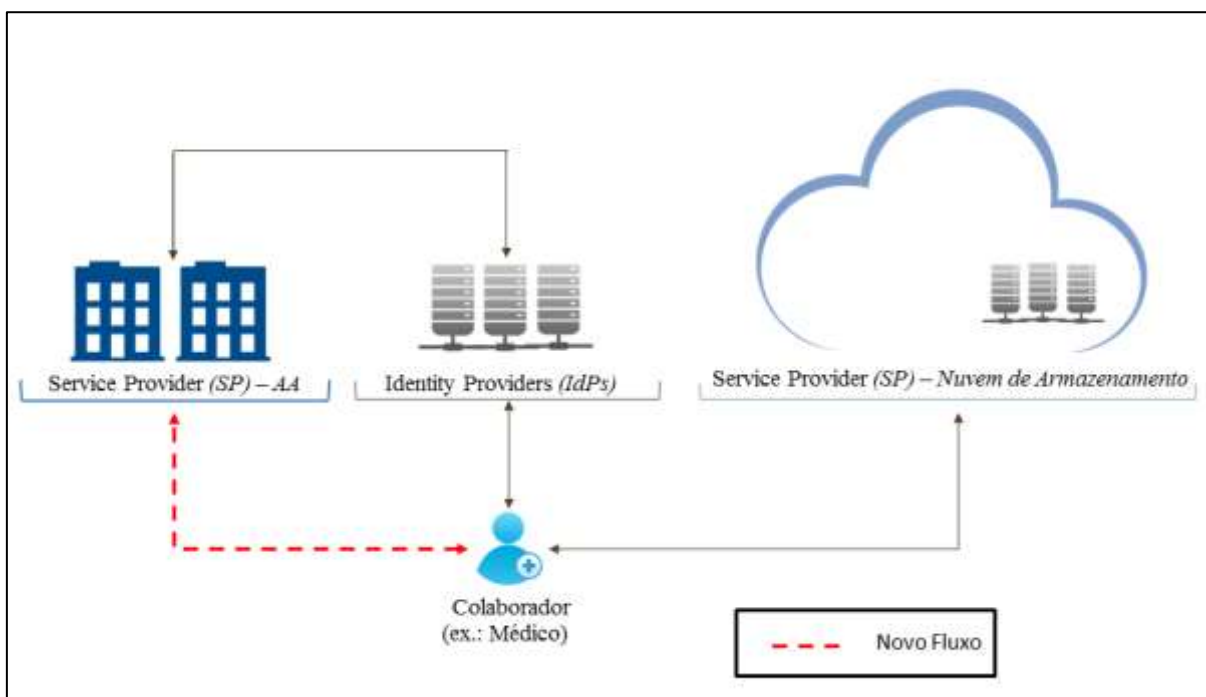 Service Provider (SP) – AA
Identity Providers (IdPs)
Service Provider (SP) – Nuvem de Armazenamento
Colaborador
(ex.: Médico)
Novo Fluxo